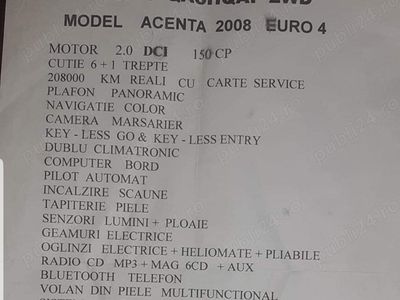 MODEL ACENTA 2008 EURO 4
MOTOR 2.0 DCI 150 CP
CUTIE 6 + 1 TREPTE
208000 KM REALI CU CARTE SERVICE
PLAFON PANORAMIC
NAVIGATIE COLOR
CAMERA MARSARIER
KEY - LESS GO & KEY - LESS ENTRY
DUBLU CLIMATRONIC
COMPUTER BORD
PILOT AUTOMAT
INCALZIRE SCAUNE
TAPITERIE PIELE
SENZORI LUMINI + PLOAIE
GEAMURI ELECTRICE
OGLINZI ELECTRICE + HELIOMATE + PLIABILE
RADIO CD MP3 + MAG 6CD + AUX
BLUETOOTH TELEFON
VOLAN DIN PIELE MULTIFUNCTIONAL